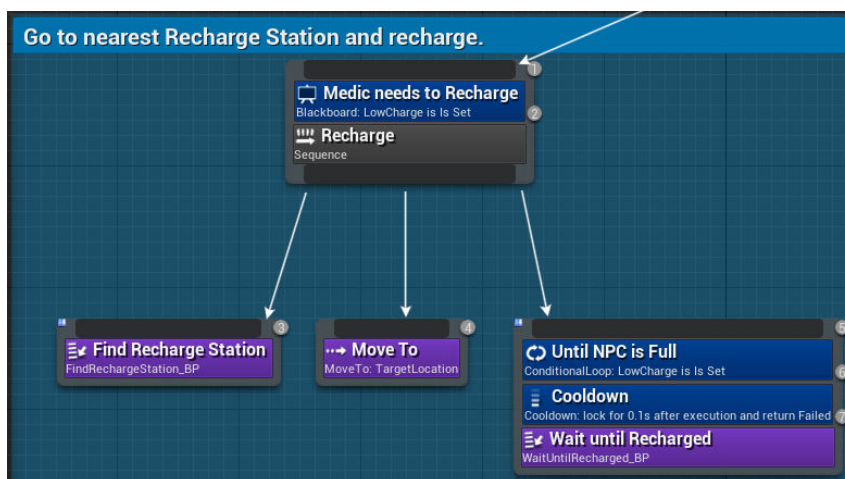 Go to nearest Recharge Station and recharge.
1
Medic needs to Recharge
Blackboard: LowCharge is Is Set
2
Recharge
Sequence
3
Find Recharge Station
FindRechargeStation_BP
4
Move To
MoveTo: TargetLocation
5
Until NPC is Full
ConditionalLoop: LowCharge is Is Set
6
Cooldown
Cooldown: lock for 0.1s after execution and return Failed
7
Wait until Recharged
WaitUntilRecharged_BP